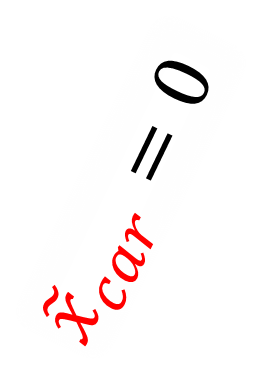 x̃car = 0